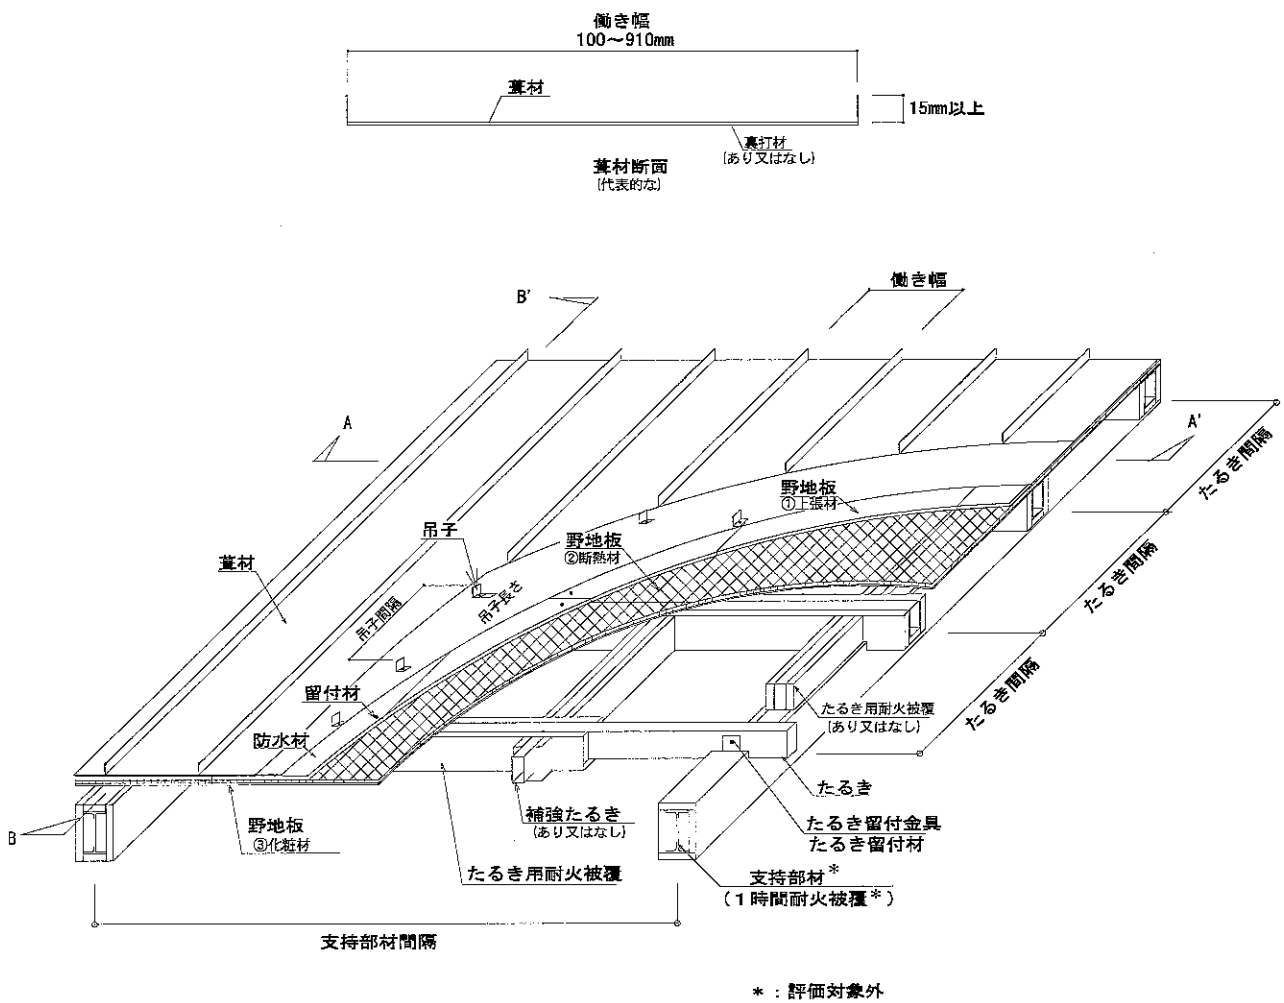 働き幅
100～910mm
葺材
15mm以上
裏打材
(あり又はなし)
葺材断面
(代表的な)
働き幅
B'
A
A'
たるき間隔
野地板
①上張材
吊子
野地板
②断熱材
葺材
吊子長さ
吊子間隔
たるき間隔
たるき間隔
留付材
たるき用耐火被覆
(あり又はなし)
防水材
たるき
補強たるき
(あり又はなし)
たるき留付金具
たるき留付材
B
野地板
③化粧材
たるき用耐火被覆
支持部材*
(1時間耐火被覆*)
支持部材間隔
*：評価対象外